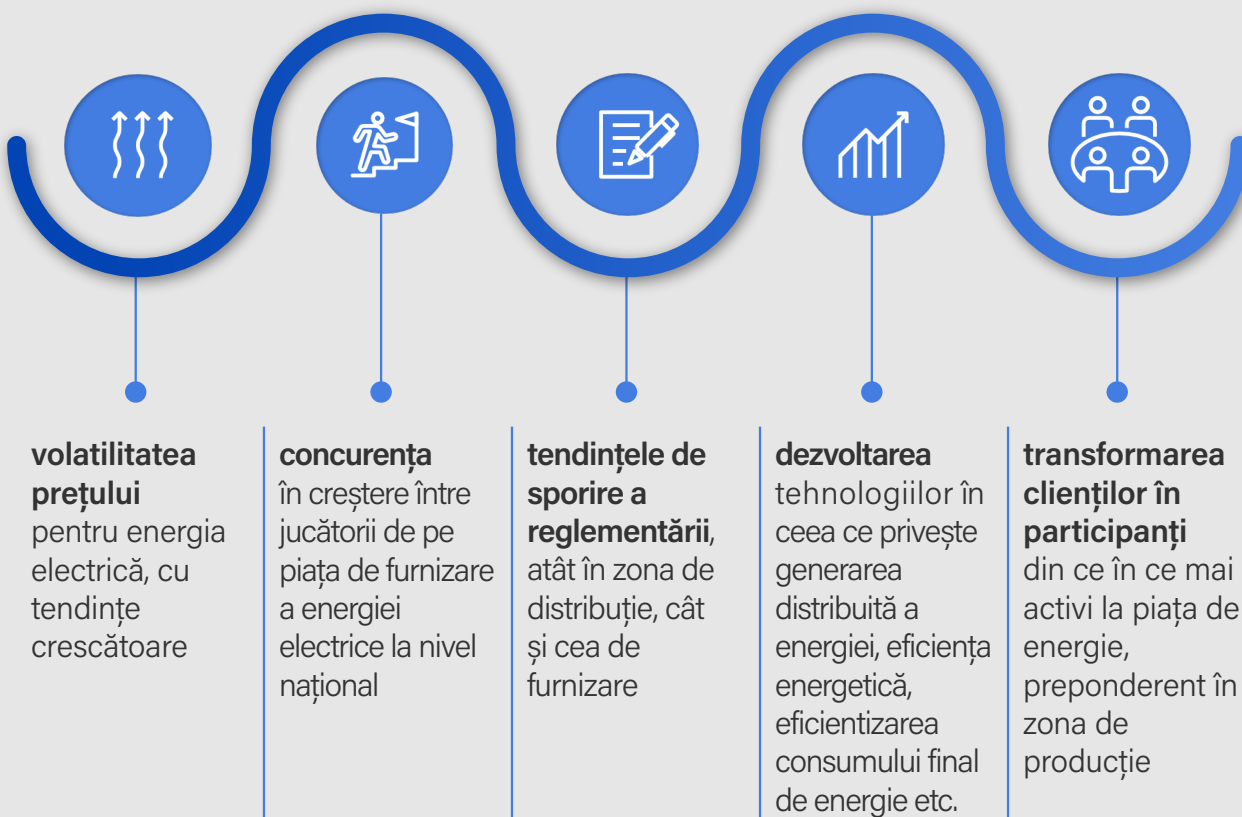 volatilitatea
prețului
pentru energia
electrică, cu
tendințe
crescătoare
concurența
în creștere între
jucătorii de pe
piața de furnizare
a energiei
electrice la nivel
național
tendințele de
sporire a
reglementării,
atât în zona de
distribuție, cât
și cea de
furnizare
dezvoltarea
tehnologiilor în
ceea ce privește
generarea
distribuită a
energiei, eficiența
energetică,
eficientizarea
consumului final
de energie etc.
transformarea
clienților în
participanți
din ce în ce mai
activi la piața de
energie,
preponderent în
zona de
producție